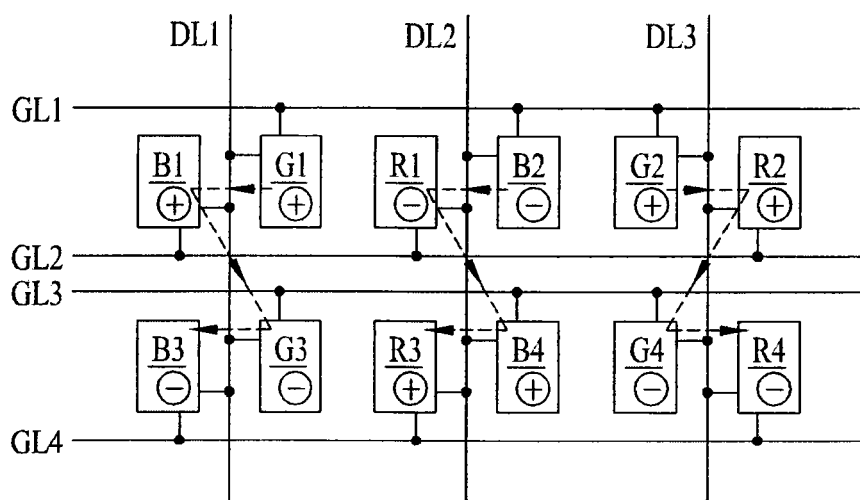 DL1 DL2 DL3
GL1
B1 G1 R1 B2 G2 R2
+ + − − + +
GL2
GL3
B3 G3 R3 B4 G4 R4
− − + + − −
GL4